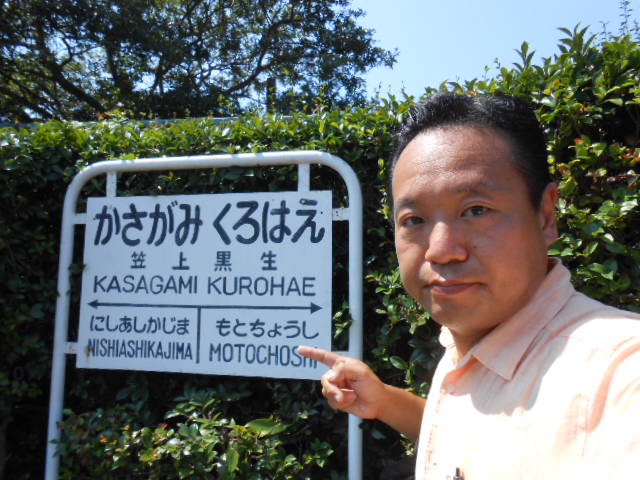 かさがみくろはえ
笠上黒生
KASAGAMI KUROHAE
にしあしかじま もとちょうし
NISHIASHIKAJIMA MOTOCHOSHI